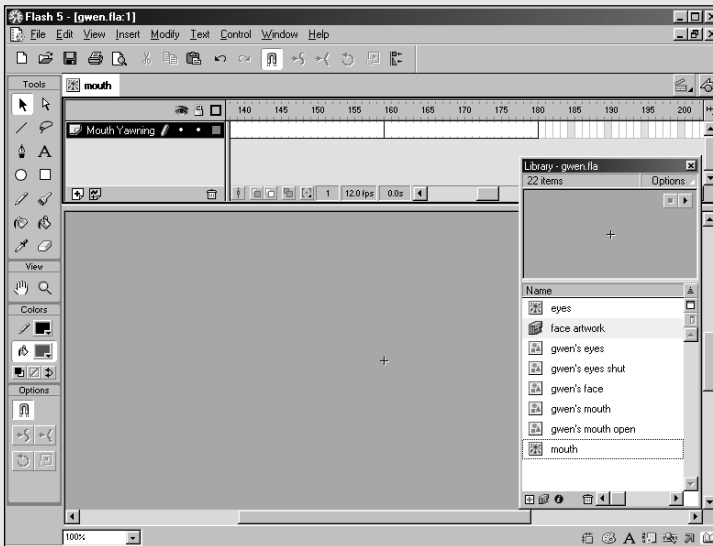 Flash 5 - [gwen.fla:1]
File Edit View Insert Modify Text Control Window Help
Tools
mouth
140 145 150 155 160 165 170 175 180 185 190 195 200
Mouth Yawning
1 12.0 fps 0.0s
Library - gwen.fla
22 items Options
Name
eyes
face artwork
gwen's eyes
gwen's eyes shut
gwen's face
gwen's mouth
gwen's mouth open
mouth
A
View
Colors
Options
100%
A